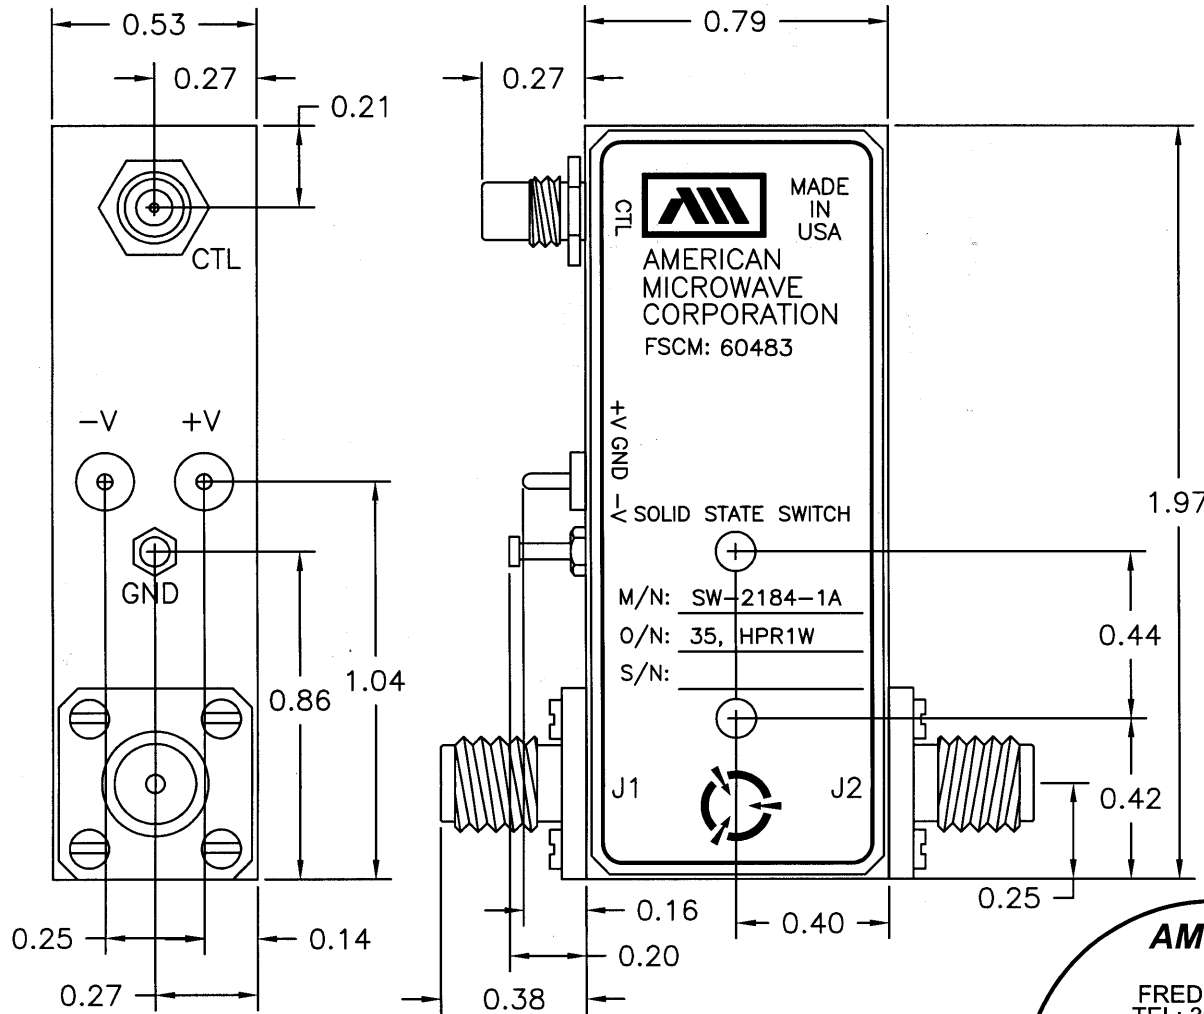 0.53
0.27
0.21
CTL
-V +V
GND
0.86
1.04
0.25
0.14
0.27
0.79
0.27
CTL
MADE
IN
USA
AMERICAN
MICROWAVE
CORPORATION
FSCM: 60483
+V GND -V
SOLID STATE SWITCH
M/N: SW-2184-1A
O/N: 35, HPR1W
S/N:
J1 J2
1.97
0.44
0.42
0.25
0.16
0.40
0.20
0.38
AM
FRED
TEL: 3